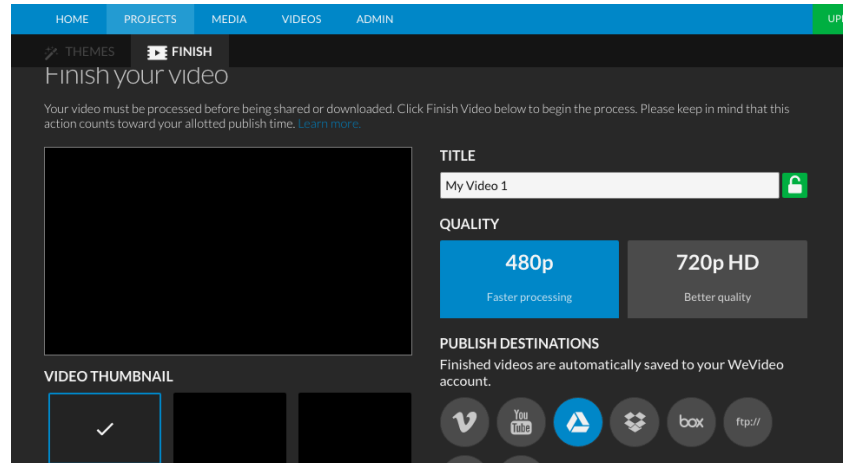 HOME PROJECTS MEDIA VIDEOS ADMIN
THEMES FINISH
Finish your video
Your video must be processed before being shared or downloaded. Click Finish Video below to begin the process. Please keep in mind that this
action counts toward your allotted publish time. Learn more.
TITLE
My Video 1
QUALITY
480p 720p HD
Faster processing Better quality
PUBLISH DESTINATIONS
Finished videos are automatically saved to your WeVideo
account.
VIDEO THUMBNAIL
You
Tube
box
ftp://